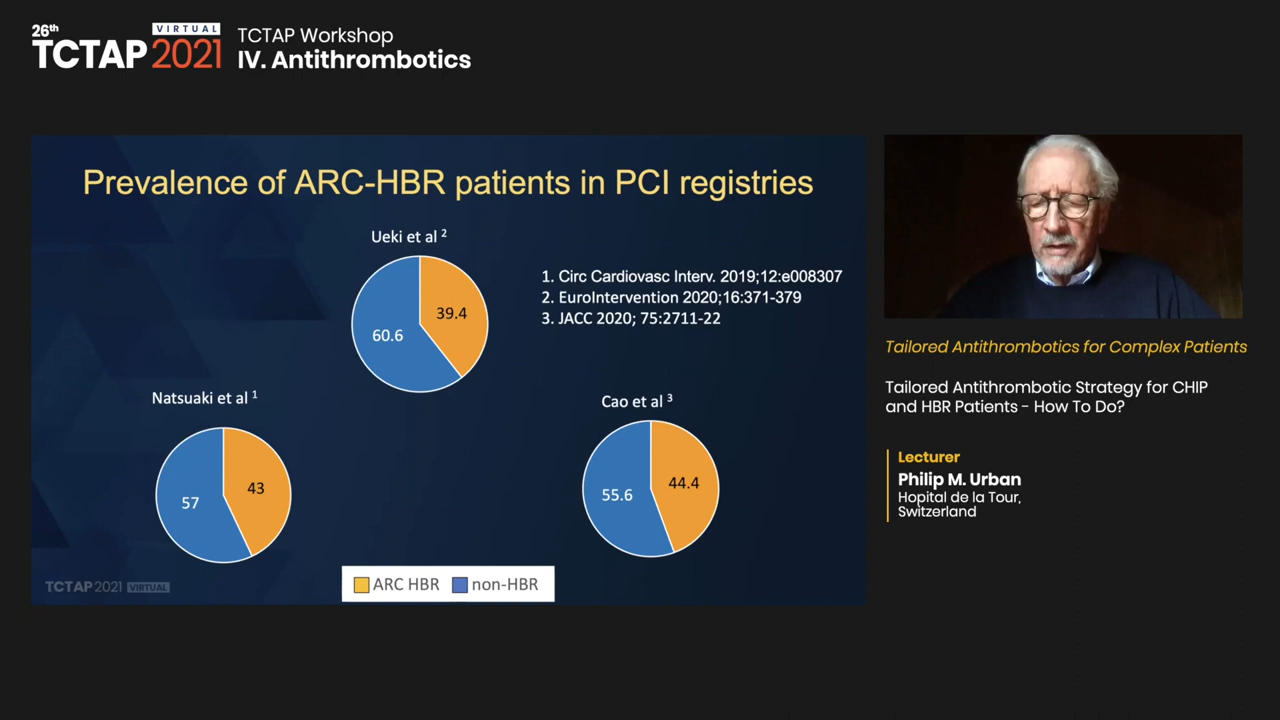 26th
VIRTUAL
TCTAP 2021
TCTAP Workshop
IV. Antithrombotics
Prevalence of ARC-HBR patients in PCI registries
Ueki et al 2
39.4
60.6
1. Circ Cardiovasc Interv. 2019;12:e008307
2. EuroIntervention 2020;16:371-379
3. JACC 2020; 75:2711-22
Natsuaki et al 1
43
57
Cao et al 3
44.4
55.6
ARC HBR
non-HBR
TCTAP 2021 VIRTUAL
Tailored Antithrombotics for Complex Patients
Tailored Antithrombotic Strategy for CHIP
and HBR Patients - How To Do?
Lecturer
Philip M. Urban
Hopital de la Tour,
Switzerland